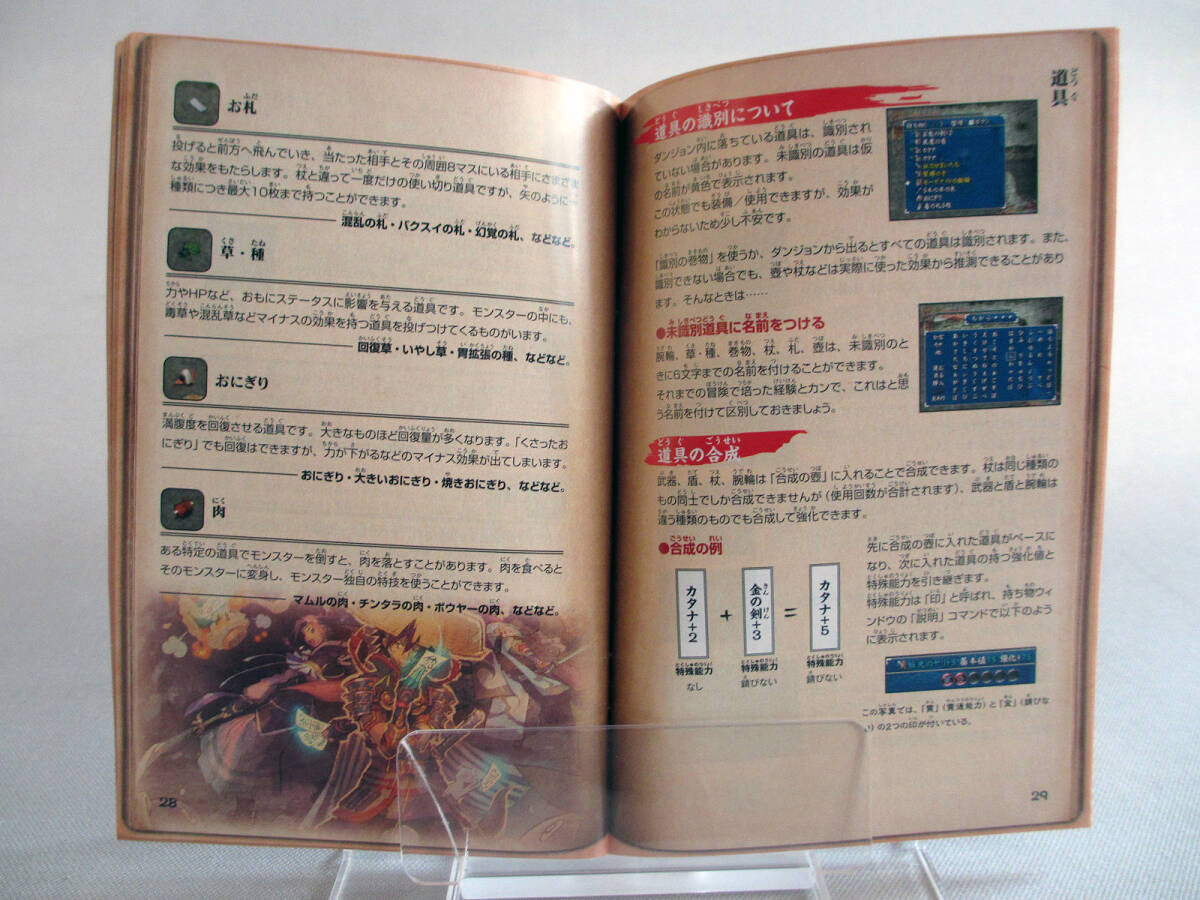 お札
投げると前方へ飛んでいき、当たった相手とその周囲8マスにいる相手にさまざま
な効果をもたらします。杖と違って一度だけの使い切り道具ですが、矢のように一
種類につき最大10枚まで持つことができます。
混乱の札・バクスイの札・幻覚の札、などなど。
草・種
力やHPなど、おもにステータスに影響を与える道具です。モンスターの中にも、
毒草や混乱草などマイナスの効果を持つ道具を投げつけてくるものがいます。
回復草・いやし草・胃拡張の種、などなど。
おにぎり
満腹度を回復させる道具です。大きなものほど回復量が多くなります。「くさったお
にぎり」でも回復はできますが、力が下がるなどのマイナス効果が出てしまいます。
おにぎり・大きいおにぎり・焼きおにぎり、などなど。
肉
ある特定の道具でモンスターを倒すと、肉を落とすことがあります。肉を食べると
そのモンスターに変身し、モンスター独自の特技を使うことができます。
マムルの肉・チンタラの肉・ボウヤーの肉、などなど。
28
道具
道具の識別について
ダンジョン内に落ちている道具は、識別され
ていない場合があります。未識別の道具は仮
の名前が黄色で表示されます。
この状態でも装備/使用できますが、効果が
わからないため少し不安です。
「識別の巻物」を使うか、ダンジョンから出るとすべての道具は識別されます。また、
識別できない場合でも、壺や杖などは実際に使った効果から推測できることがあり
ます。そんなときは……
●未識別道具に名前をつける
腕輪、草・種、巻物、杖、札、壺は、未識別のと
きに6文字までの名前を付けることができます。
それまでの冒険で培った経験とカンで、これはと思
う名前を付けて区別しておきましょう。
道具の合成
武器、盾、杖、腕輪は「合成の壺」に入れることで合成できます。杖は同じ種類の
もの同士でしか合成できませんが(使用回数が合計されます)、武器と盾と腕輪は
違う種類のものでも合成して強化できます。
●合成の例
カタナ+2
+
金の剣+3
=
カタナ+5
特殊能力
なし
特殊能力
錆びない
特殊能力
錆びない
先に合成の壺に入れた道具がベースに
なり、次に入れた道具の持つ強化値と
特殊能力を引き継ぎます。
特殊能力は「印」と呼ばれ、持ち物ウィ
ンドウの「説明」コマンドで以下のよう
に表示されます。
この写真では、「貫」(貫通能力)と「金」(錆びな
い)の2つの印が付いている。
29